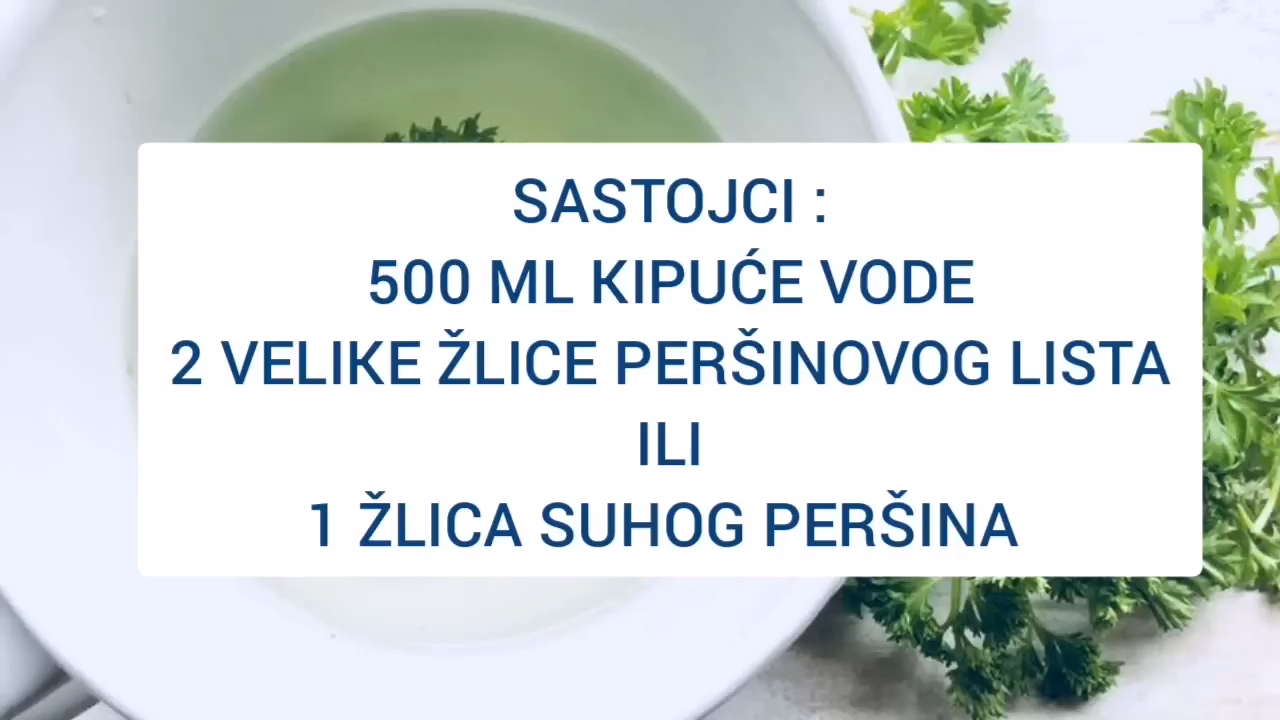 SASTOJCI :
500 ML KIPUĆE VODE
2 VELIKE ŽLICE PERŠINOVOG LISTA
ILI
1 ŽLICA SUHOG PERŠINA